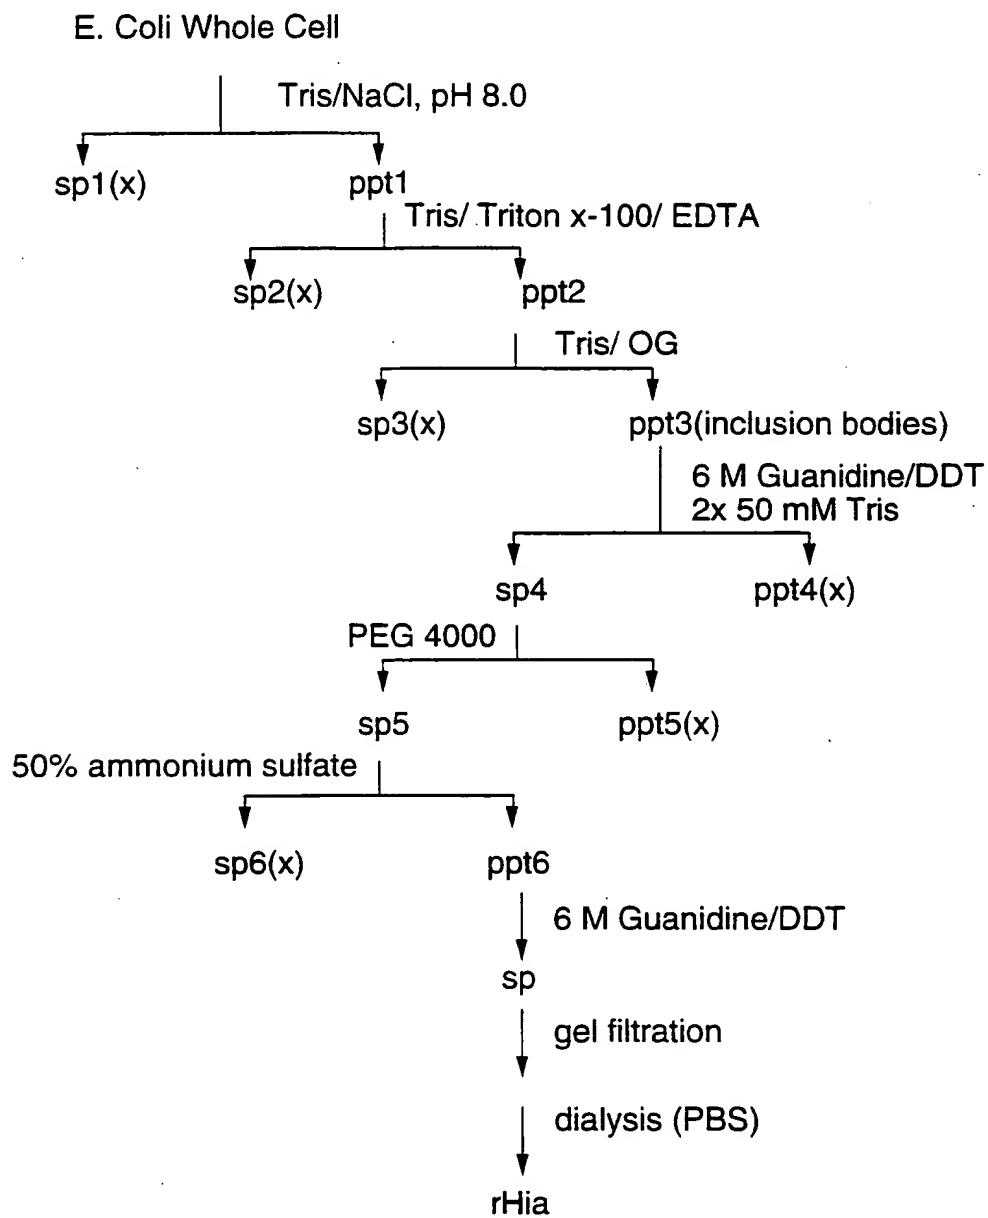 E. Coli Whole Cell
Tris/NaCl, pH 8.0
sp1(x)
ppt1
Tris/ Triton x-100/ EDTA
sp2(x)
ppt2
Tris/ OG
sp3(x)
ppt3(inclusion bodies)
6 M Guanidine/DDT
2x 50 mM Tris
sp4
ppt4(x)
PEG 4000
sp5
ppt5(x)
50% ammonium sulfate
sp6(x)
ppt6
6 M Guanidine/DDT
sp
gel filtration
dialysis (PBS)
rHia